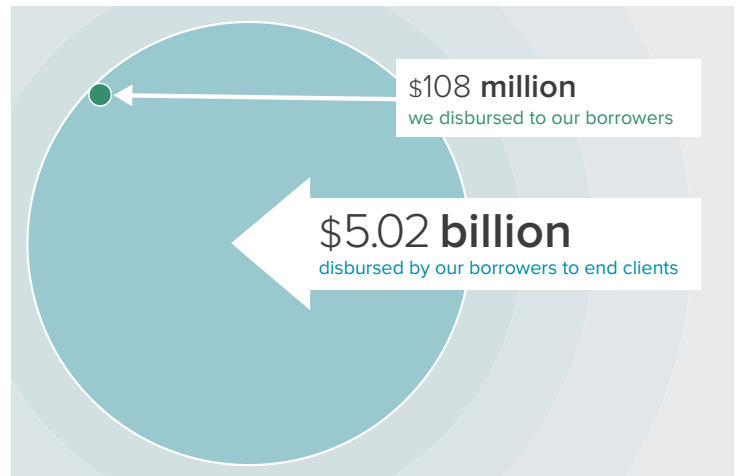 $108 million
we disbursed to our borrowers
$5.02 billion
disbursed by our borrowers to end clients